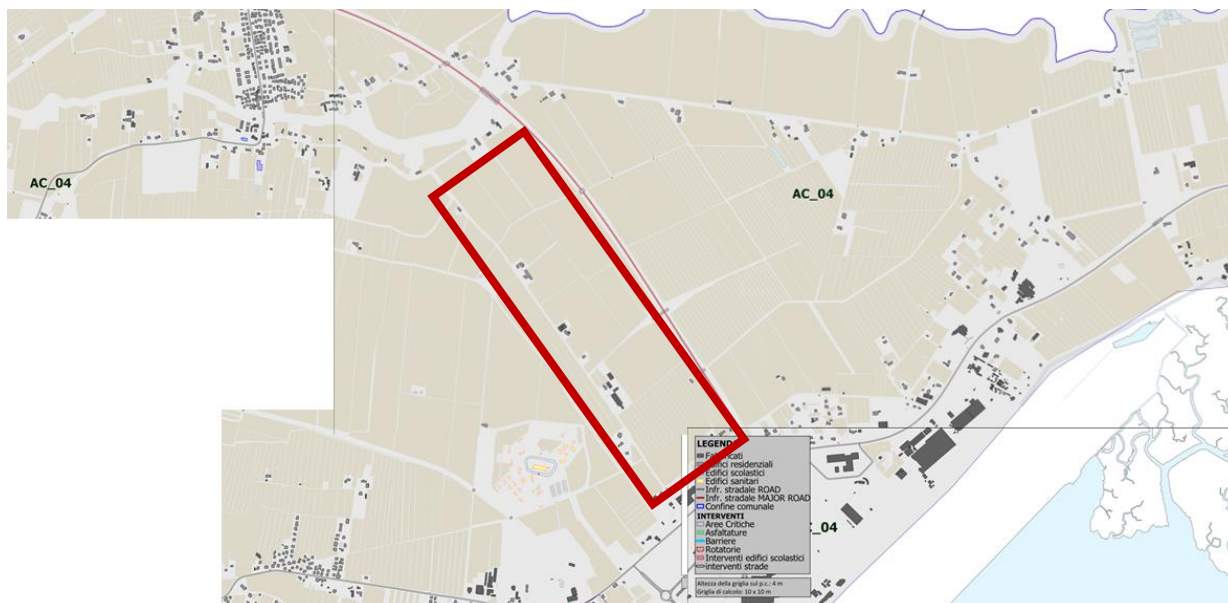 AC_04
AC_04
LEGEND
Fabbricati
Edifici residenziali
Edifici scolastici
Edifici sanitari
Infr. stradale ROAD
Infr. stradale MAJOR ROAD
Confine comunale
INTERVENTI
Aree Critiche
Asfaltature
Barriere
Rotatorie
Interventi edifici scolastici
interventi strade
C_04
Altezza della griglia sul p.c.: 4 m
Griglia di calcolo: 10 x 10 m